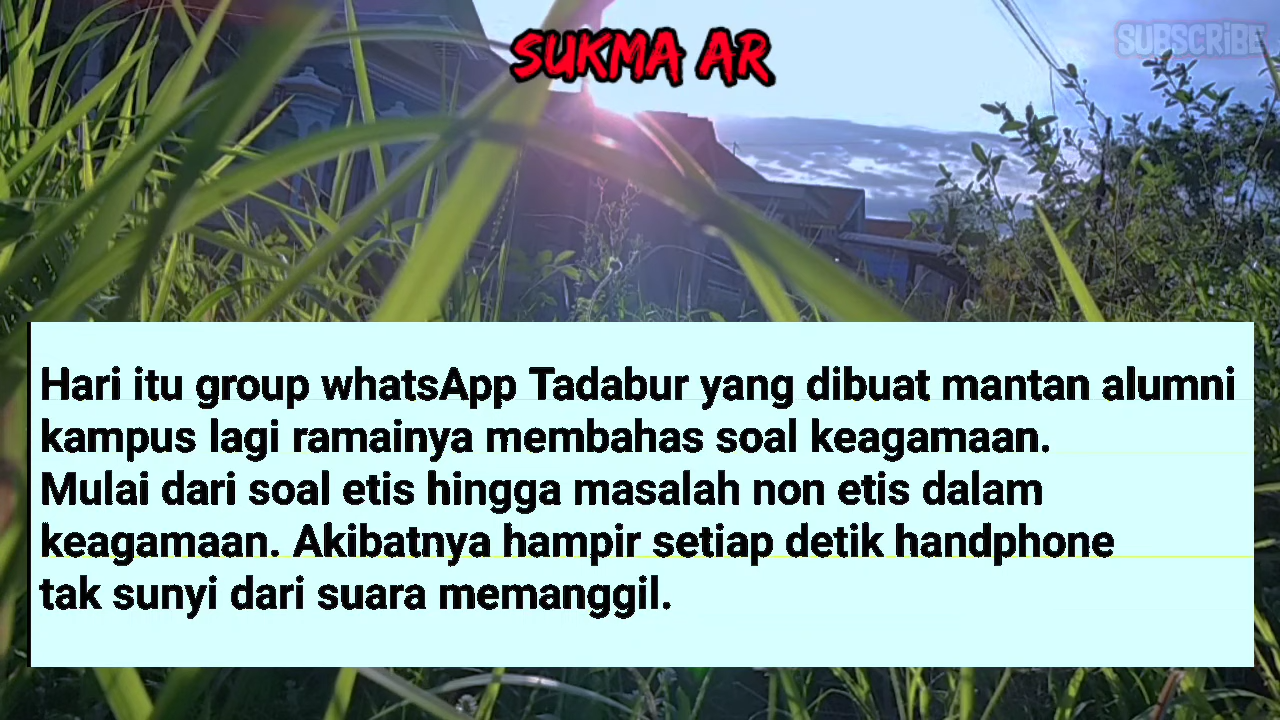 SUKMA AR
SUBSCRIBE
Hari itu group whatsApp Tadabur yang dibuat mantan alumni
kampus lagi ramainya membahas soal keagamaan.
Mulai dari soal etis hingga masalah non etis dalam
keagamaan. Akibatnya hampir setiap detik handphone
tak sunyi dari suara memanggil.